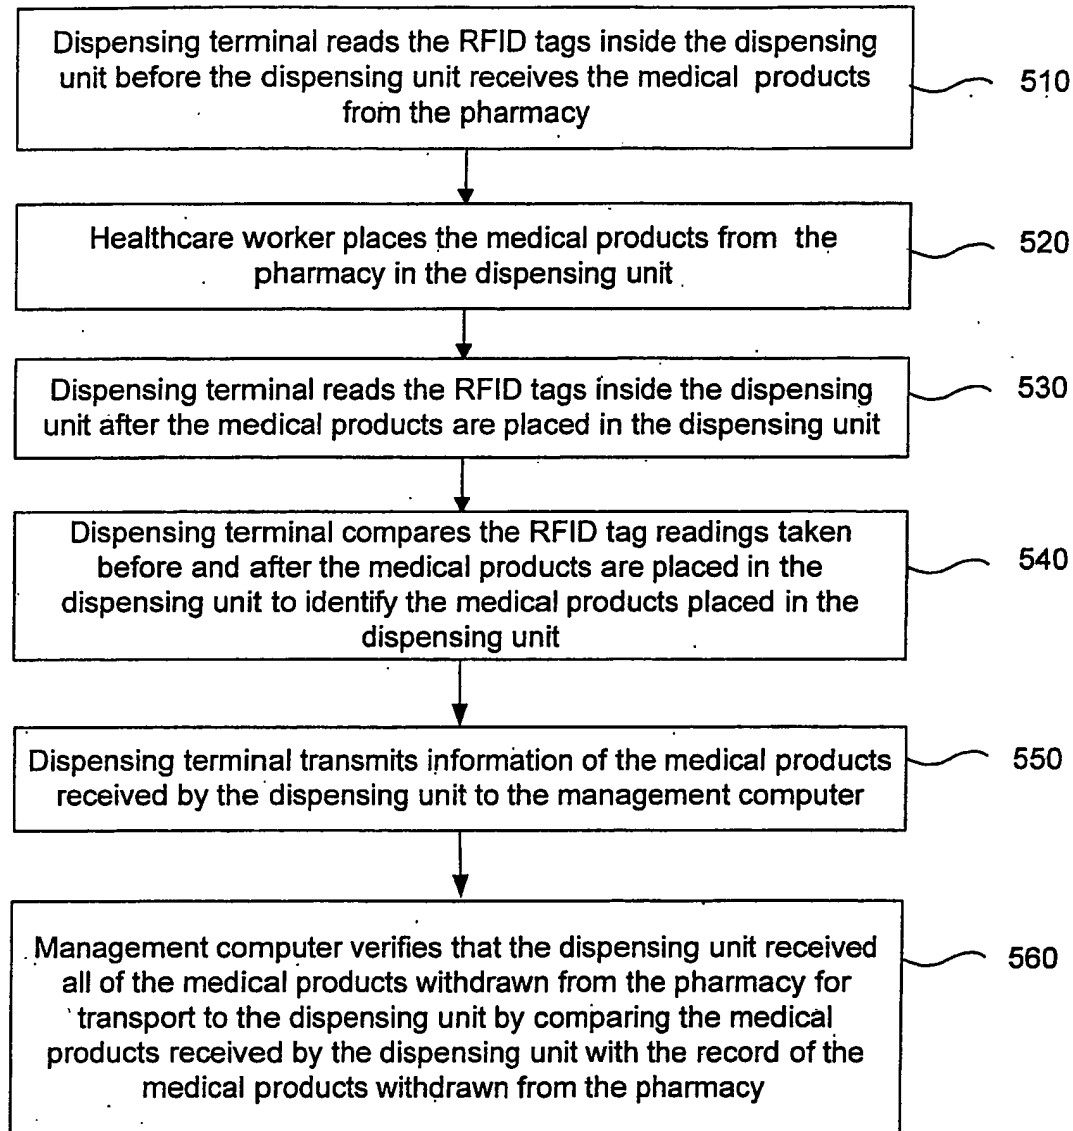 Dispensing terminal reads the RFID tags inside the dispensing
unit before the dispensing unit receives the medical products
from the pharmacy
510
Healthcare worker places the medical products from the
pharmacy in the dispensing unit
520
Dispensing terminal reads the RFID tags inside the dispensing
unit after the medical products are placed in the dispensing unit
530
Dispensing terminal compares the RFID tag readings taken
before and after the medical products are placed in the
dispensing unit to identify the medical products placed in the
dispensing unit
540
Dispensing terminal transmits information of the medical products
received by the dispensing unit to the management computer
550
Management computer verifies that the dispensing unit received
all of the medical products withdrawn from the pharmacy for
transport to the dispensing unit by comparing the medical
products received by the dispensing unit with the record of the
medical products withdrawn from the pharmacy
560